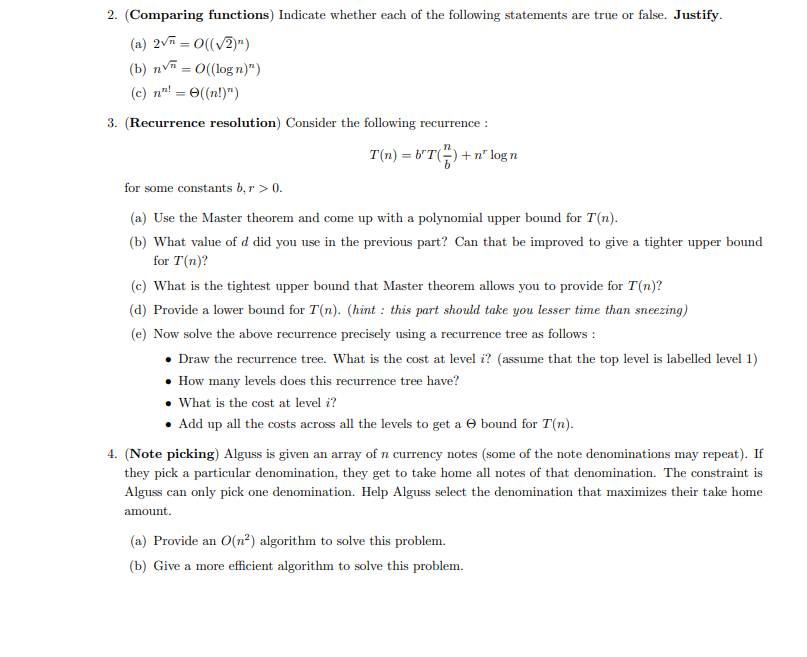 2. (Comparing functions) Indicate whether each of the following statements are true or false. Justify.
(a) 2^{√n} = O((√2)^n)
(b) n^{√n} = O((log n)^n)
(c) n^{n!} = Θ((n!)^n)
3. (Recurrence resolution) Consider the following recurrence :
T(n) = b^r T(n/b) + n^r log n
for some constants b, r > 0.
(a) Use the Master theorem and come up with a polynomial upper bound for T(n).
(b) What value of d did you use in the previous part? Can that be improved to give a tighter upper bound
for T(n)?
(c) What is the tightest upper bound that Master theorem allows you to provide for T(n)?
(d) Provide a lower bound for T(n). (hint : this part should take you lesser time than sneezing)
(e) Now solve the above recurrence precisely using a recurrence tree as follows :
• Draw the recurrence tree. What is the cost at level i? (assume that the top level is labelled level 1)
• How many levels does this recurrence tree have?
• What is the cost at level i?
• Add up all the costs across all the levels to get a Θ bound for T(n).
4. (Note picking) Alguss is given an array of n currency notes (some of the note denominations may repeat). If
they pick a particular denomination, they get to take home all notes of that denomination. The constraint is
Alguss can only pick one denomination. Help Alguss select the denomination that maximizes their take home
amount.
(a) Provide an O(n²) algorithm to solve this problem.
(b) Give a more efficient algorithm to solve this problem.